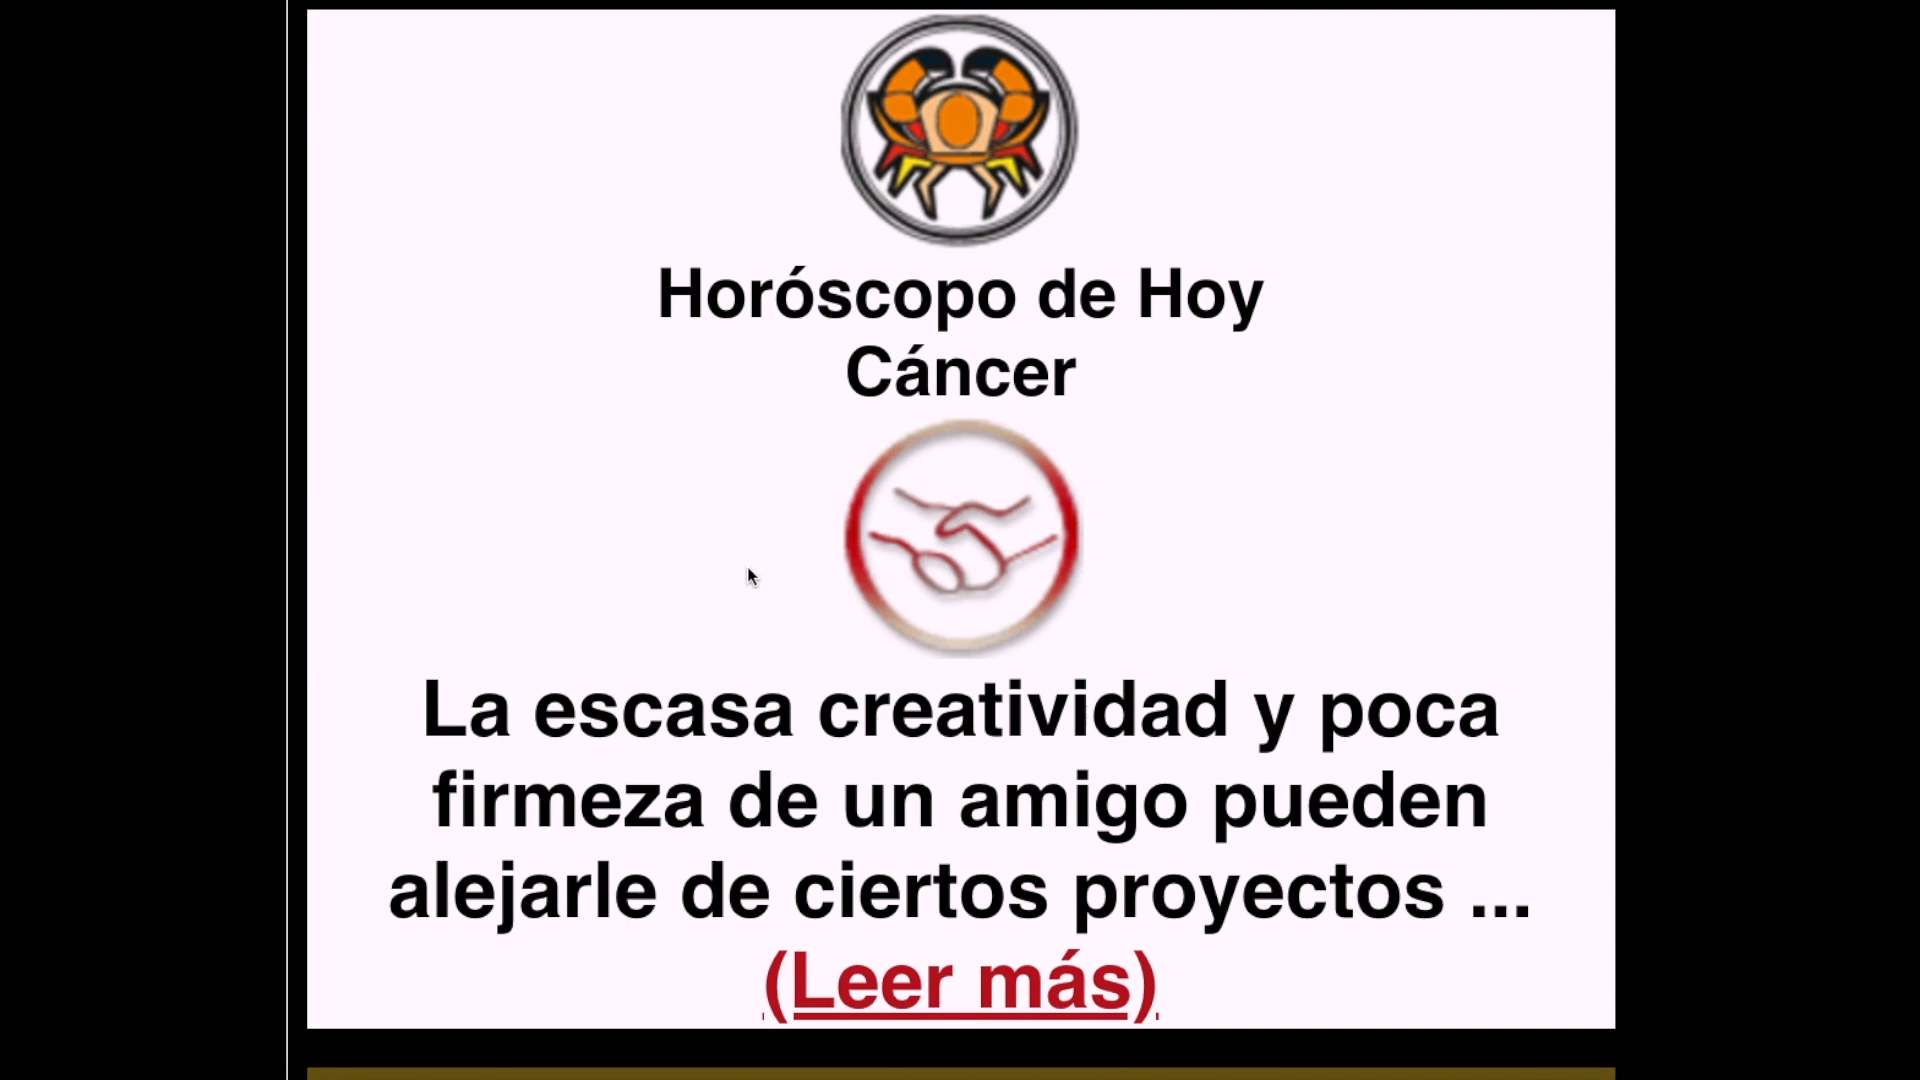 Horóscopo de Hoy
Cáncer
La escasa creatividad y poca
firmeza de un amigo pueden
alejarle de ciertos proyectos ...
(Leer más)